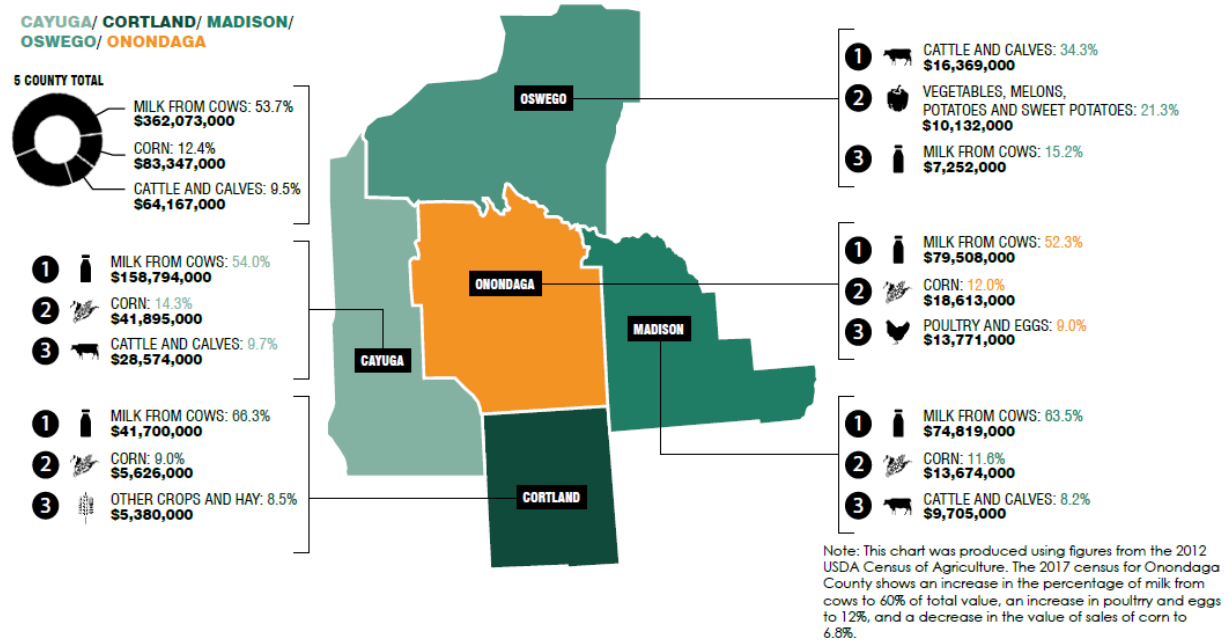 CAYUGA/ CORTLAND/ MADISON/
OSWEGO/ ONONDAGA
5 COUNTY TOTAL
MILK FROM COWS: 53.7%
$362,073,000
CORN: 12.4%
$83,347,000
CATTLE AND CALVES: 9.5%
$64,167,000
1
MILK FROM COWS: 54.0%
$158,794,000
2
CORN: 14.3%
$41,895,000
3
CATTLE AND CALVES: 9.7%
$28,574,000
1
MILK FROM COWS: 66.3%
$41,700,000
2
CORN: 9.0%
$5,626,000
3
OTHER CROPS AND HAY: 8.5%
$5,380,000
OSWEGO
ONONDAGA
MADISON
CAYUGA
CORTLAND
1
CATTLE AND CALVES: 34.3%
$16,369,000
2
VEGETABLES, MELONS,
POTATOES AND SWEET POTATOES: 21.3%
$10,132,000
3
MILK FROM COWS: 15.2%
$7,252,000
1
MILK FROM COWS: 52.3%
$79,508,000
2
CORN: 12.0%
$18,613,000
3
POULTRY AND EGGS: 9.0%
$13,771,000
1
MILK FROM COWS: 63.5%
$74,819,000
2
CORN: 11.6%
$13,674,000
3
CATTLE AND CALVES: 8.2%
$9,705,000
Note: This chart was produced using figures from the 2012
USDA Census of Agriculture. The 2017 census for Onondaga
County shows an increase in the percentage of milk from
cows to 60% of total value, an increase in poultrry and eggs
to 12%, and a decrease in the value of sales of corn to
6.8%.